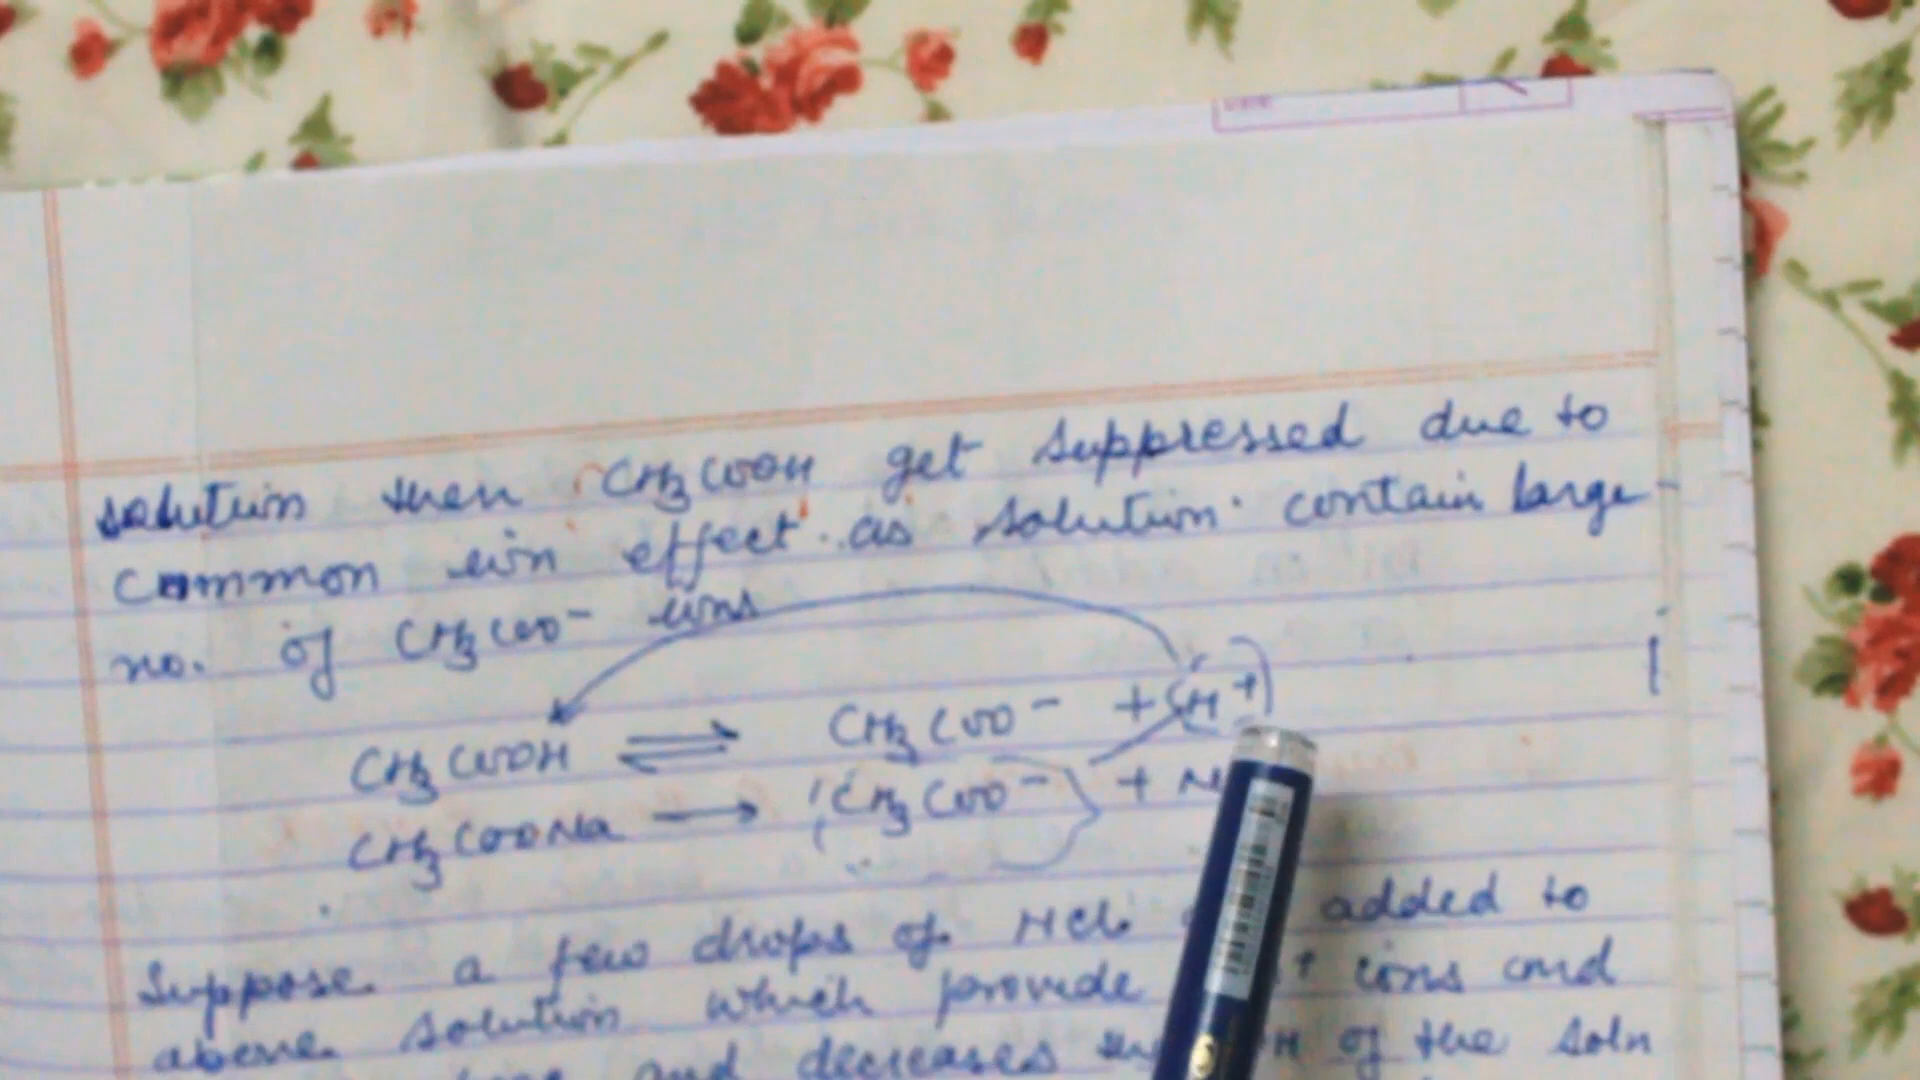 DATE
solution then CH3COOH get suppressed due to
common ion effect. as solution. contain large
no. of CH3COO- ions
CH3COOH ⇌ CH3COO- + H+
CH3COONa → CH3COO- +
Suppose a few drops of HCl added to
above solution which provide + ions and
and decreases of the soln